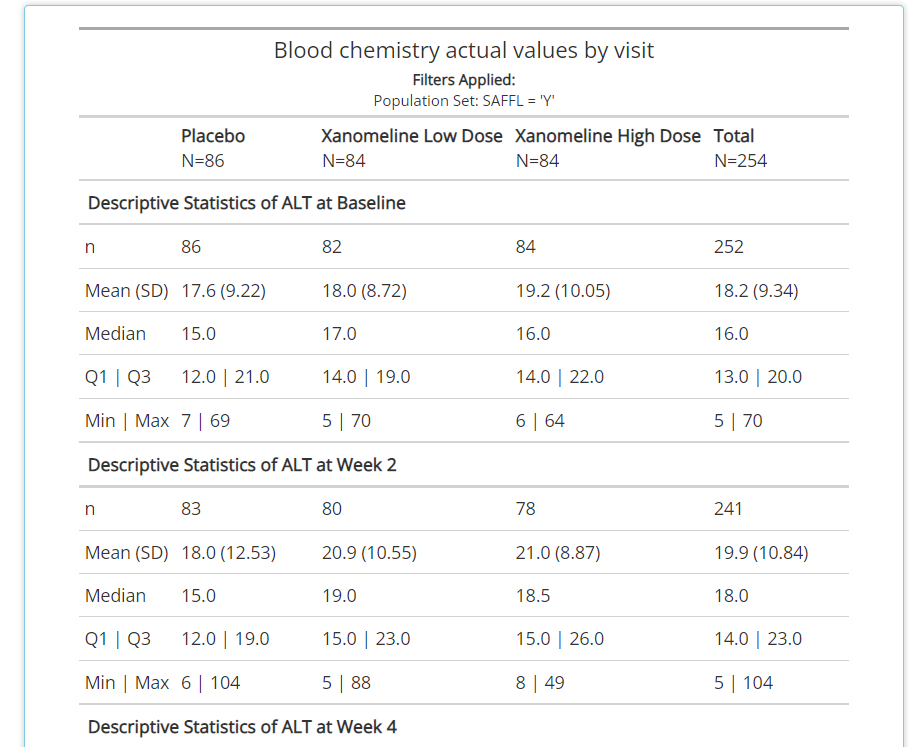 Blood chemistry actual values by visit
Filters Applied:
Population Set: SAFFL = 'Y'
Placebo Xanomeline Low Dose Xanomeline High Dose Total
N=86 N=84 N=84 N=254
Descriptive Statistics of ALT at Baseline
n 86 82 84 252
Mean (SD) 17.6 (9.22) 18.0 (8.72) 19.2 (10.05) 18.2 (9.34)
Median 15.0 17.0 16.0 16.0
Q1 | Q3 12.0 | 21.0 14.0 | 19.0 14.0 | 22.0 13.0 | 20.0
Min | Max 7 | 69 5 | 70 6 | 64 5 | 70
Descriptive Statistics of ALT at Week 2
n 83 80 78 241
Mean (SD) 18.0 (12.53) 20.9 (10.55) 21.0 (8.87) 19.9 (10.84)
Median 15.0 19.0 18.5 18.0
Q1 | Q3 12.0 | 19.0 15.0 | 23.0 15.0 | 26.0 14.0 | 23.0
Min | Max 6 | 104 5 | 88 8 | 49 5 | 104
Descriptive Statistics of ALT at Week 4